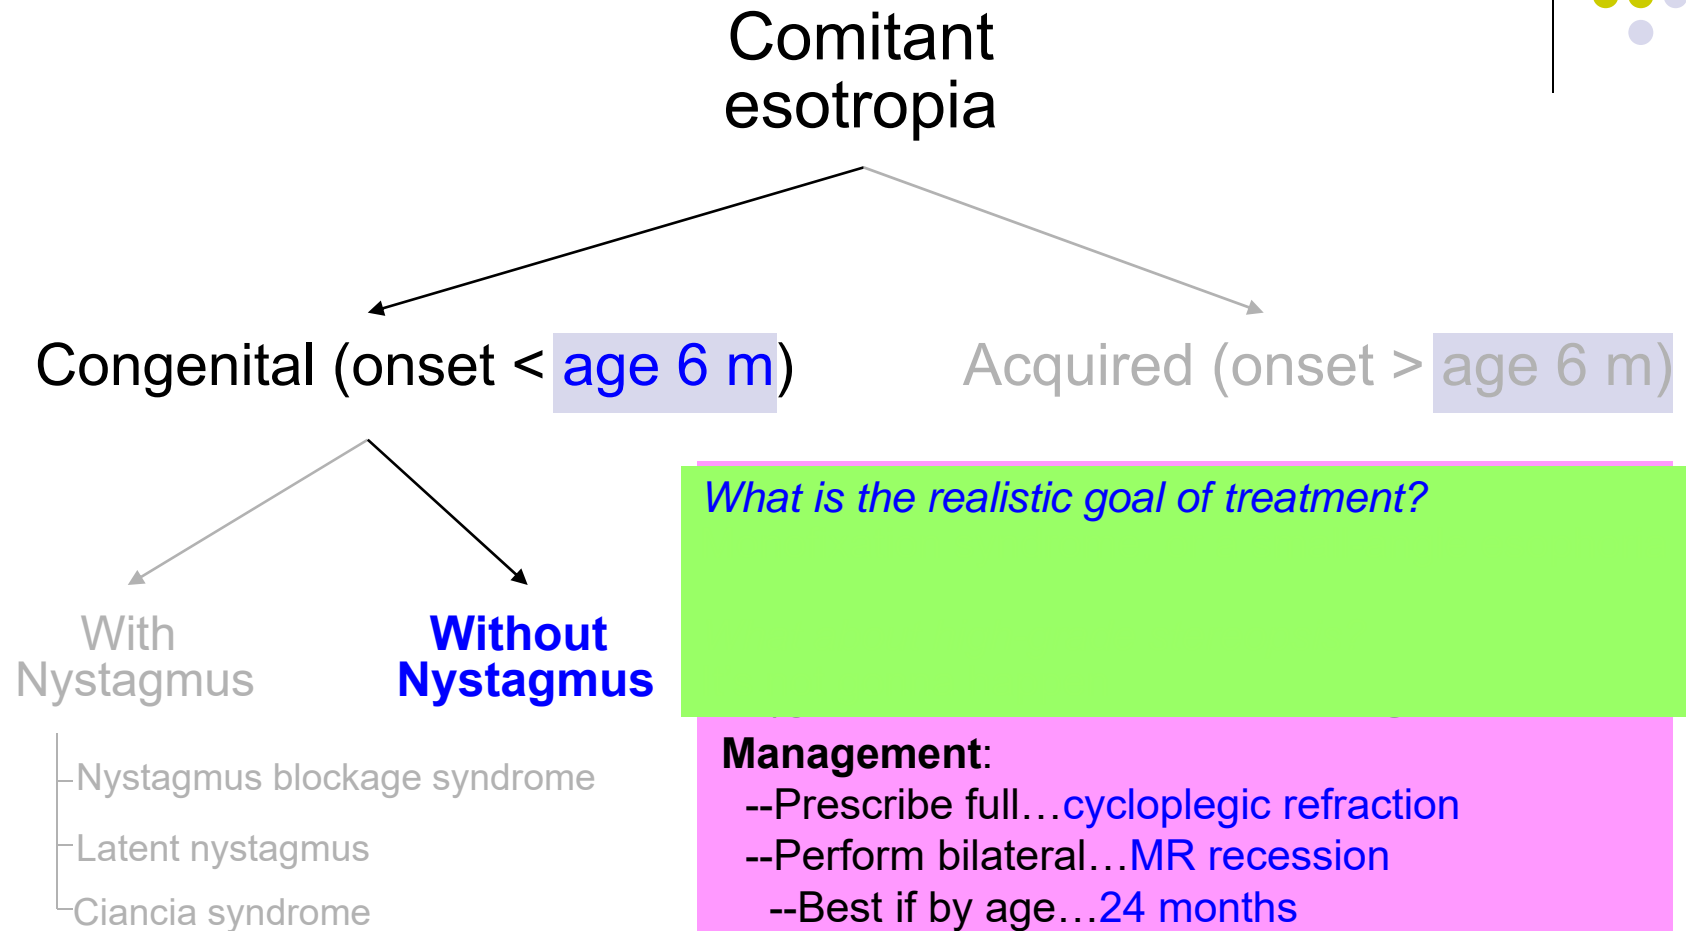 Comitant
esotropia
Congenital (onset < age 6 m)
Acquired (onset > age 6 m)
What is the realistic goal of treatment?
With
Nystagmus
Without
Nystagmus
Nystagmus blockage syndrome
Latent nystagmus
Ciancia syndrome
Management:
--Prescribe full…cycloplegic refraction
--Perform bilateral…MR recession
--Best if by age…24 months